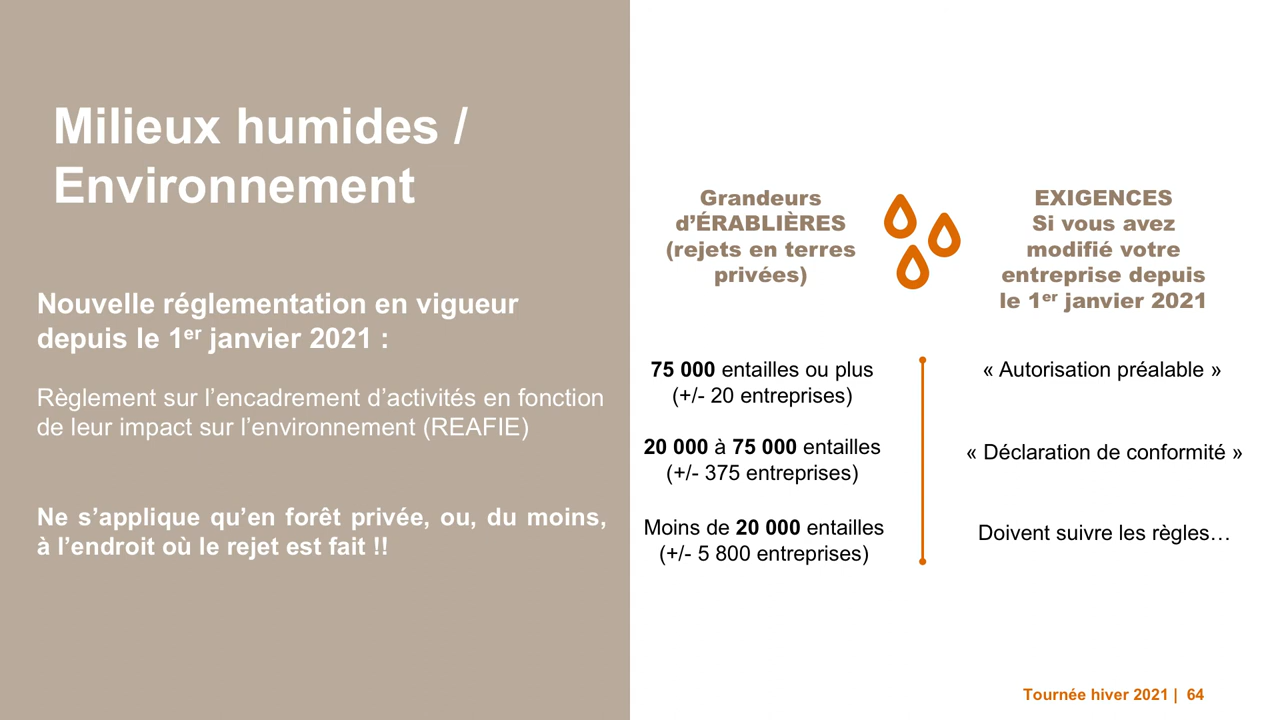 Milieux humides /
Environnement
Nouvelle réglementation en vigueur
depuis le 1er janvier 2021 :
Règlement sur l’encadrement d’activités en fonction
de leur impact sur l’environnement (REAFIE)
Ne s’applique qu’en forêt privée, ou, du moins,
à l’endroit où le rejet est fait !!
Grandeurs
d’ÉRABLIÈRES
(rejets en terres
privées)
EXIGENCES
Si vous avez
modifié votre
entreprise depuis
le 1er janvier 2021
75 000 entailles ou plus
(+/- 20 entreprises)
« Autorisation préalable »
20 000 à 75 000 entailles
(+/- 375 entreprises)
« Déclaration de conformité »
Moins de 20 000 entailles
(+/- 5 800 entreprises)
Doivent suivre les règles…
Tournée hiver 2021 | 64